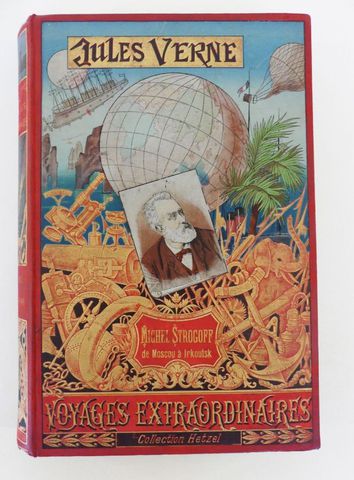 JULES VERNE
MICHEL STROGOFF
de Moscou à Irkoutsk
VOYAGES EXTRAORDINAIRES
Collection Hetzel